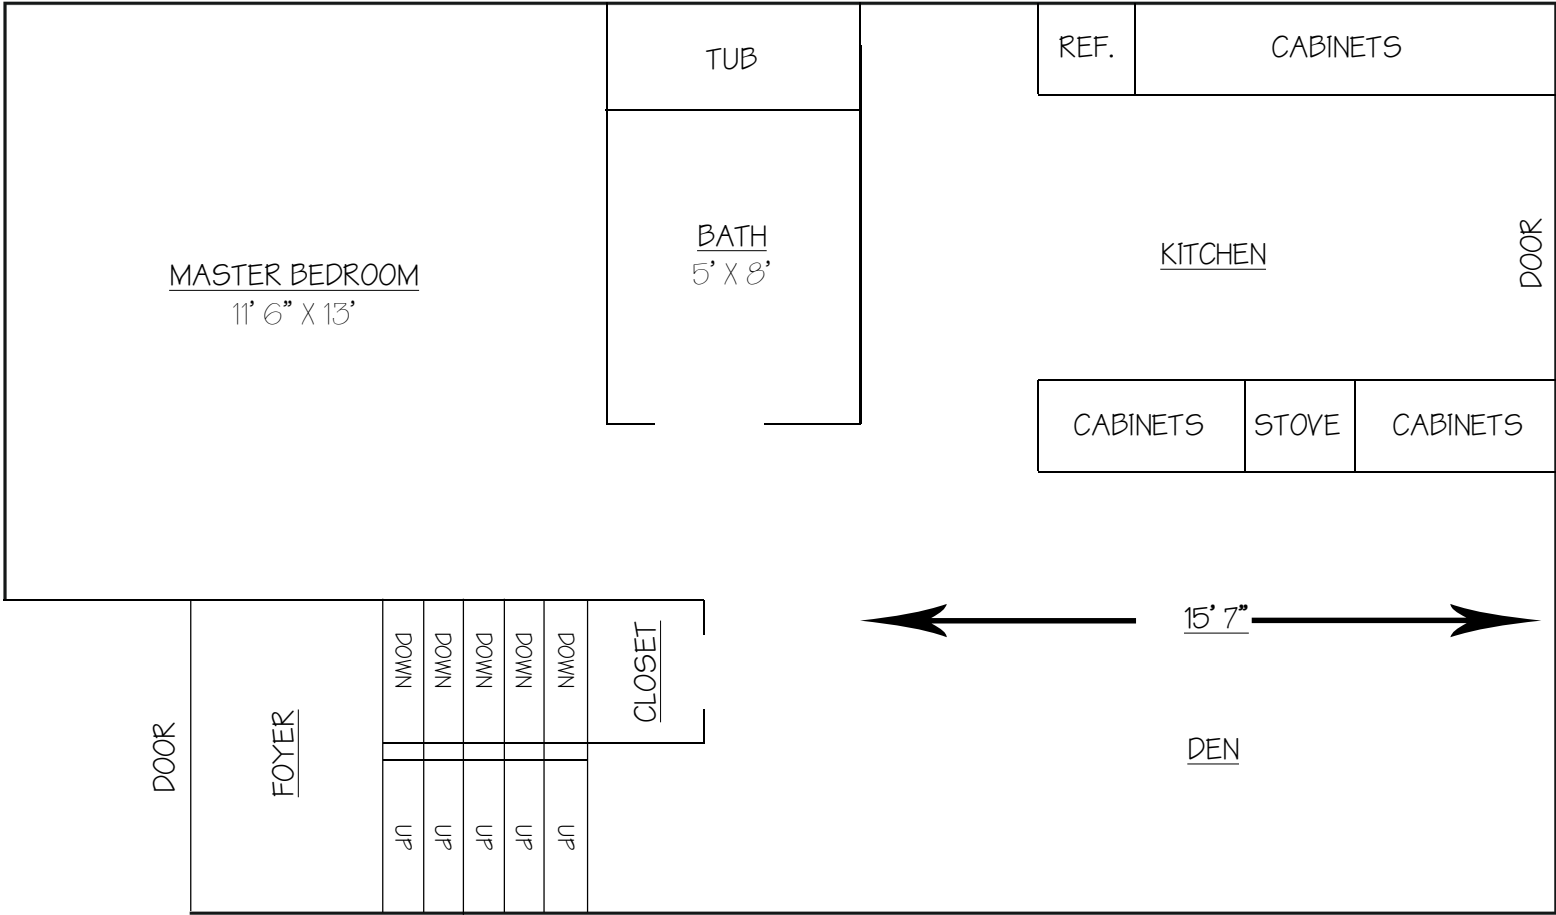 TUB
REF.
CABINETS
BATH
5’ X 8’
MASTER BEDROOM
11’ 6” X 13’
KITCHEN
DOOR
CABINETS
STOVE
CABINETS
15’ 7”
DOWN
DOWN
DOWN
DOWN
DOWN
CLOSET
DOOR
FOYER
DEN
UP
UP
UP
UP
UP